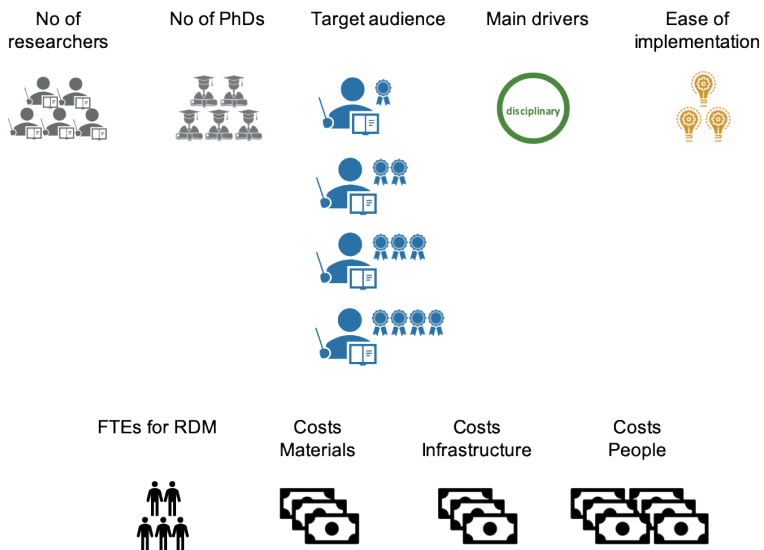 No of
researchers
No of PhDs
Target audience
Main drivers
Ease of
implementation
disciplinary
FTEs for RDM
Costs
Materials
Costs
Infrastructure
Costs
People